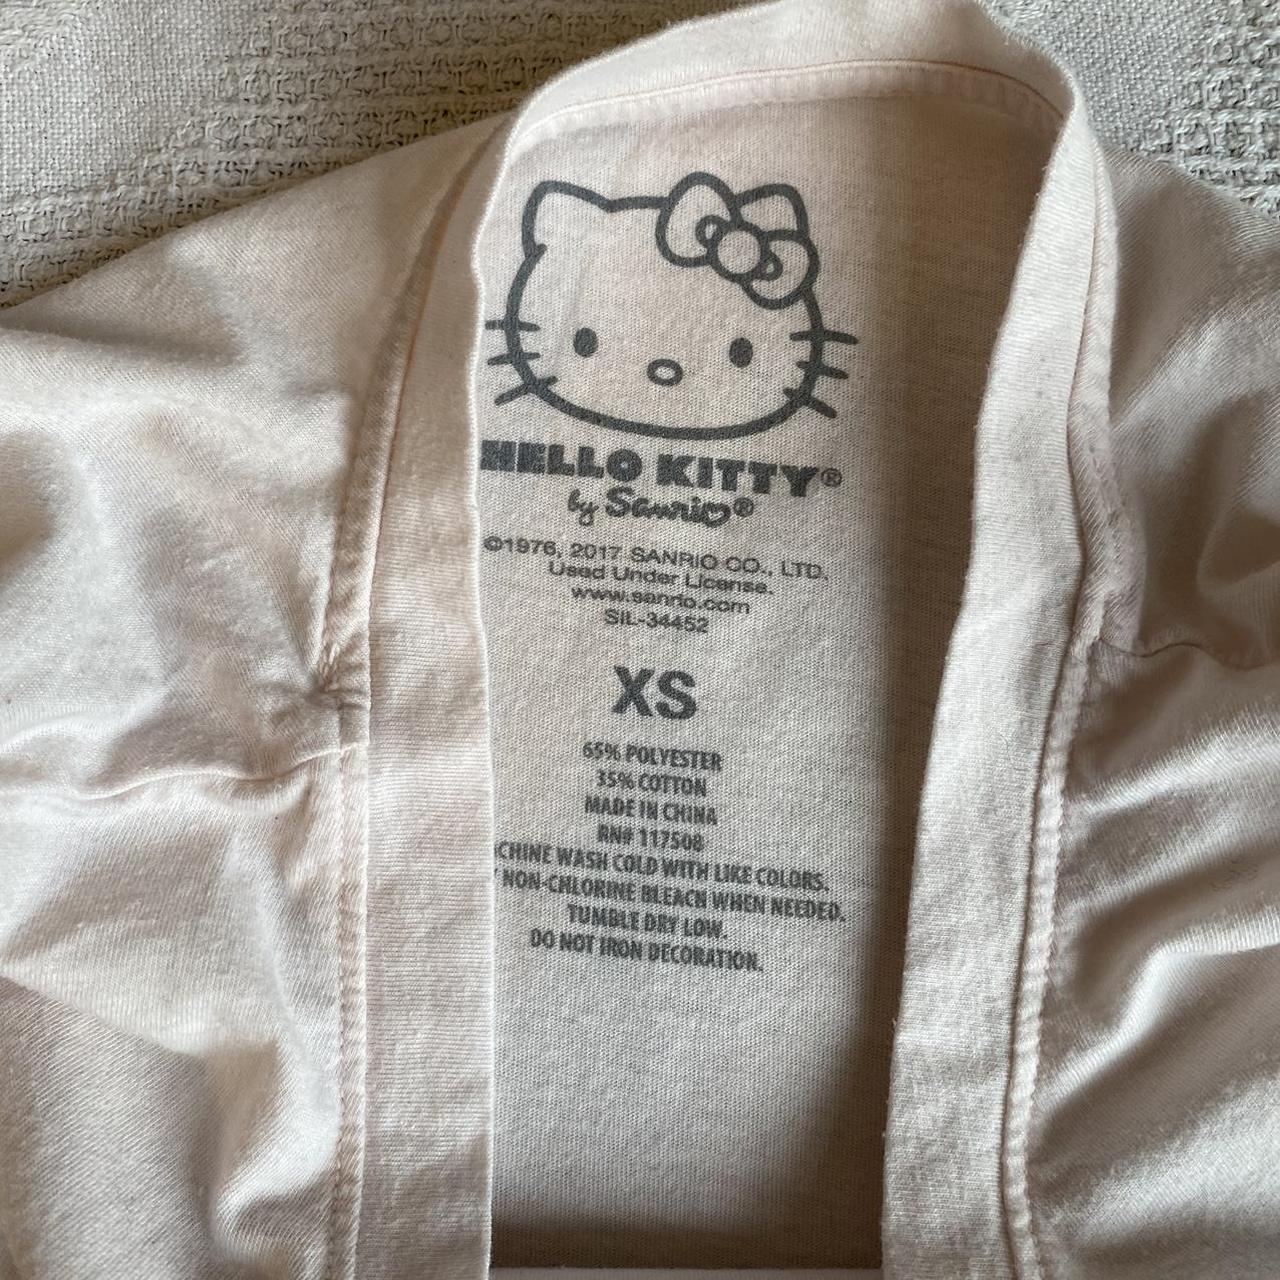 HELLO KITTY®
by Sanrio®
©1976, 2017 SANRIO CO., LTD.
Used Under License.
www.sanrio.com
SIL-34452
XS
65% POLYESTER
35% COTTON
MADE IN CHINA
RN# 117508
CHINE WASH COLD WITH LIKE COLORS.
NON-CHLORINE BLEACH WHEN NEEDED.
TUMBLE DRY LOW.
DO NOT IRON DECORATION.